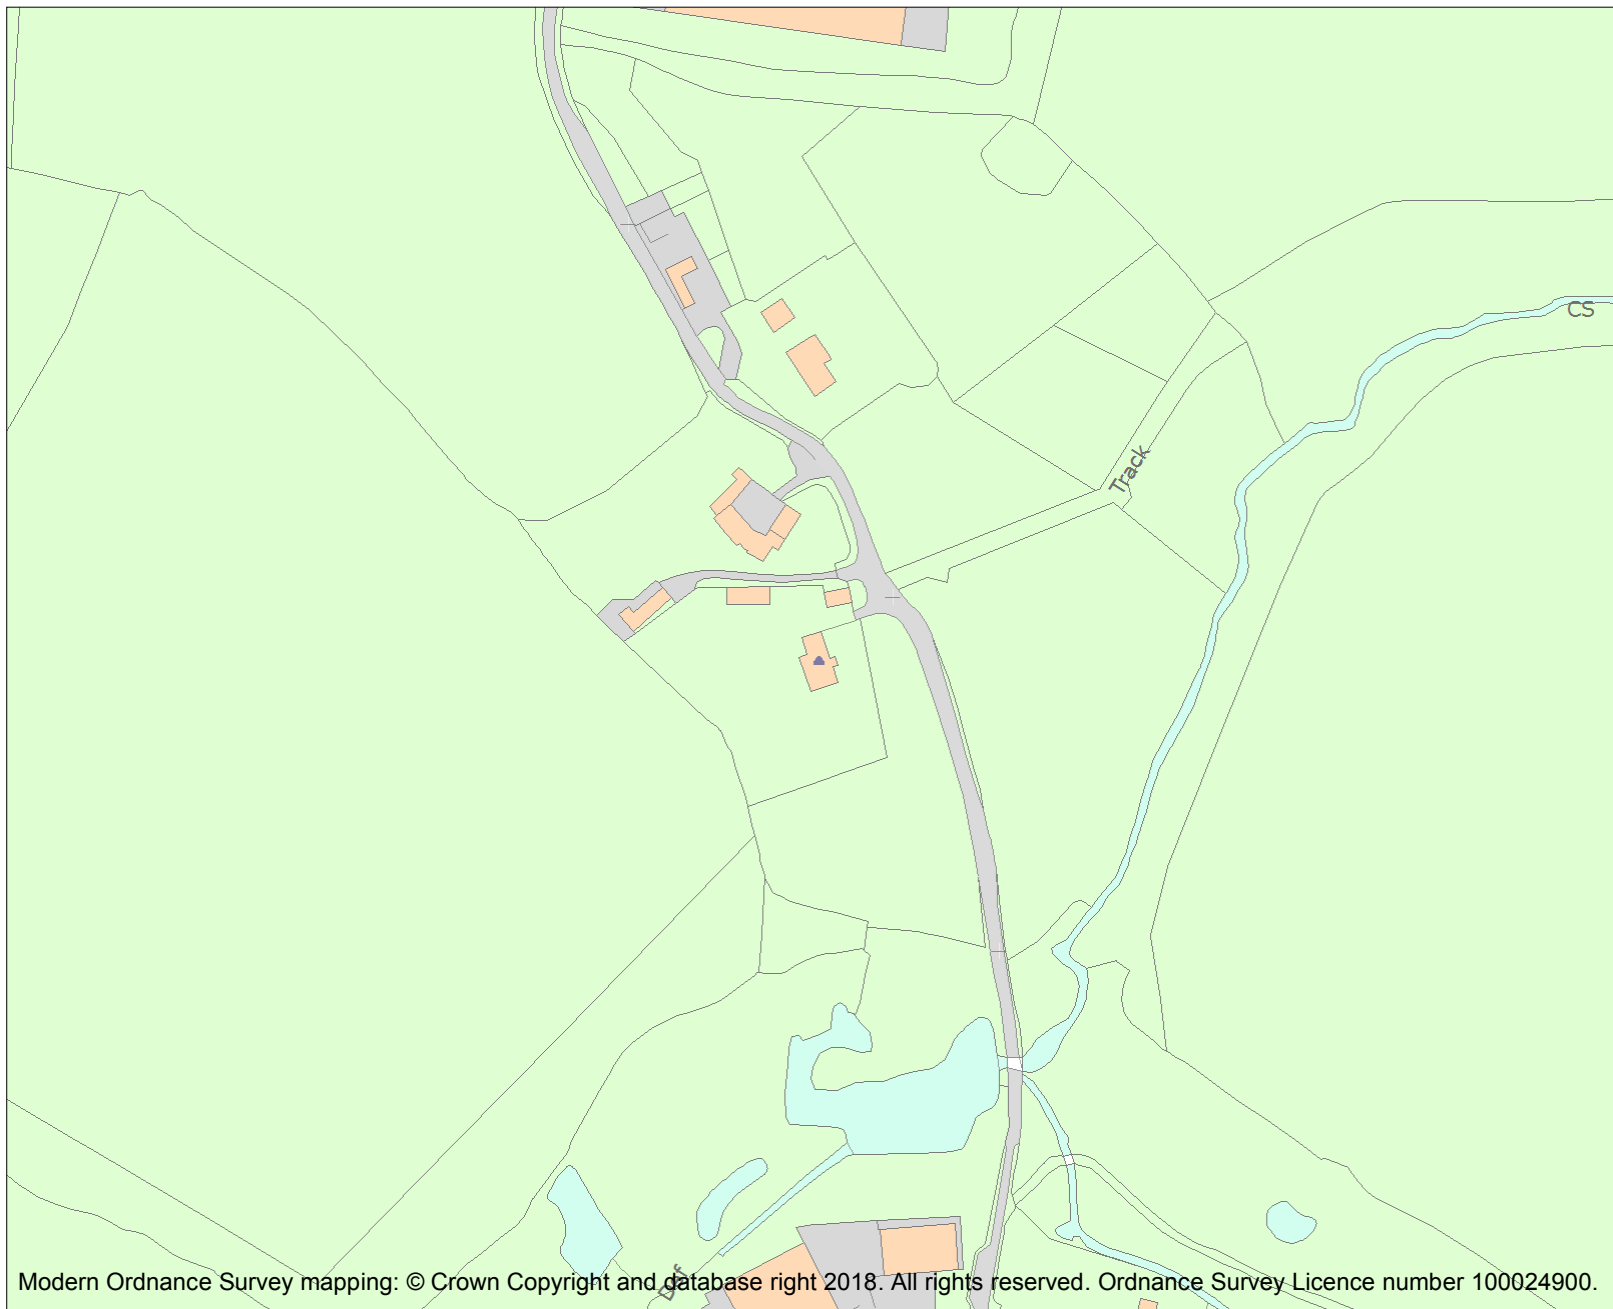 CS
Track
Def
Modern Ordnance Survey mapping: © Crown Copyright and database right 2018. All rights reserved. Ordnance Survey Licence number 100024900.